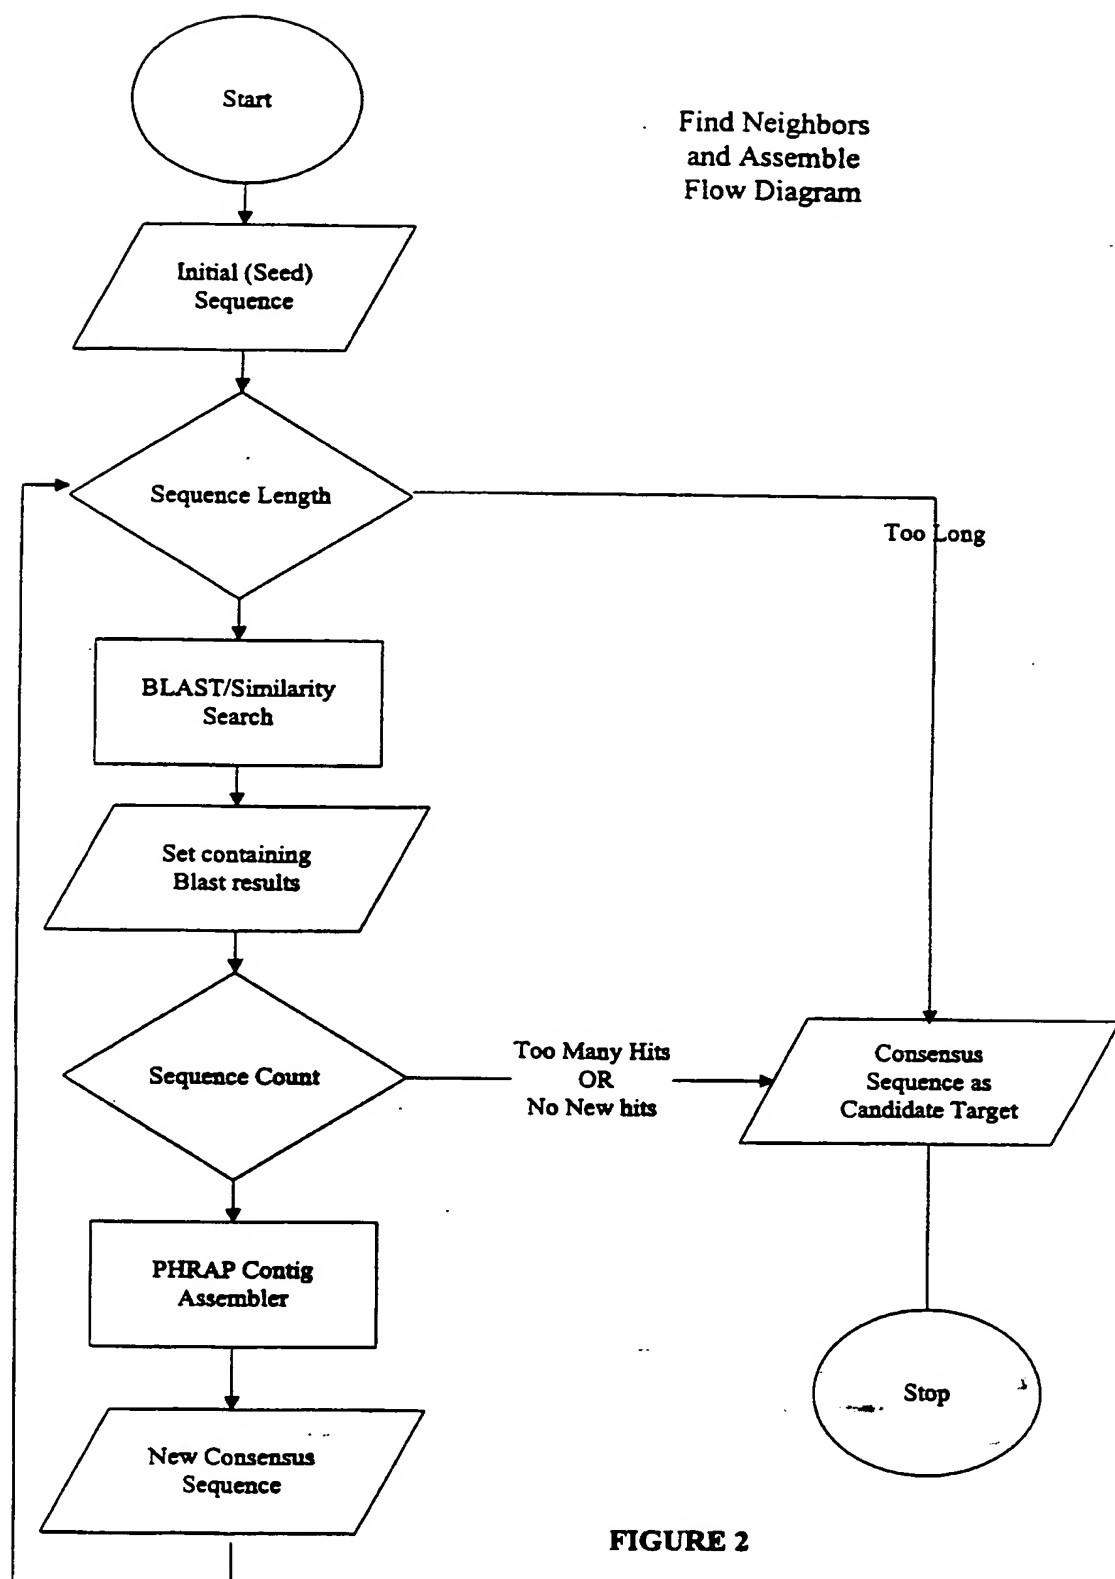 Start
Find Neighbors
and Assemble
Flow Diagram
Initial (Seed)
Sequence
Sequence Length
Too Long
BLAST/Similarity
Search
Set containing
Blast results
Sequence Count
Too Many Hits
OR
No New hits
Consensus
Sequence as
Candidate Target
PHRAP Contig
Assembler
Stop
New Consensus
Sequence
FIGURE 2